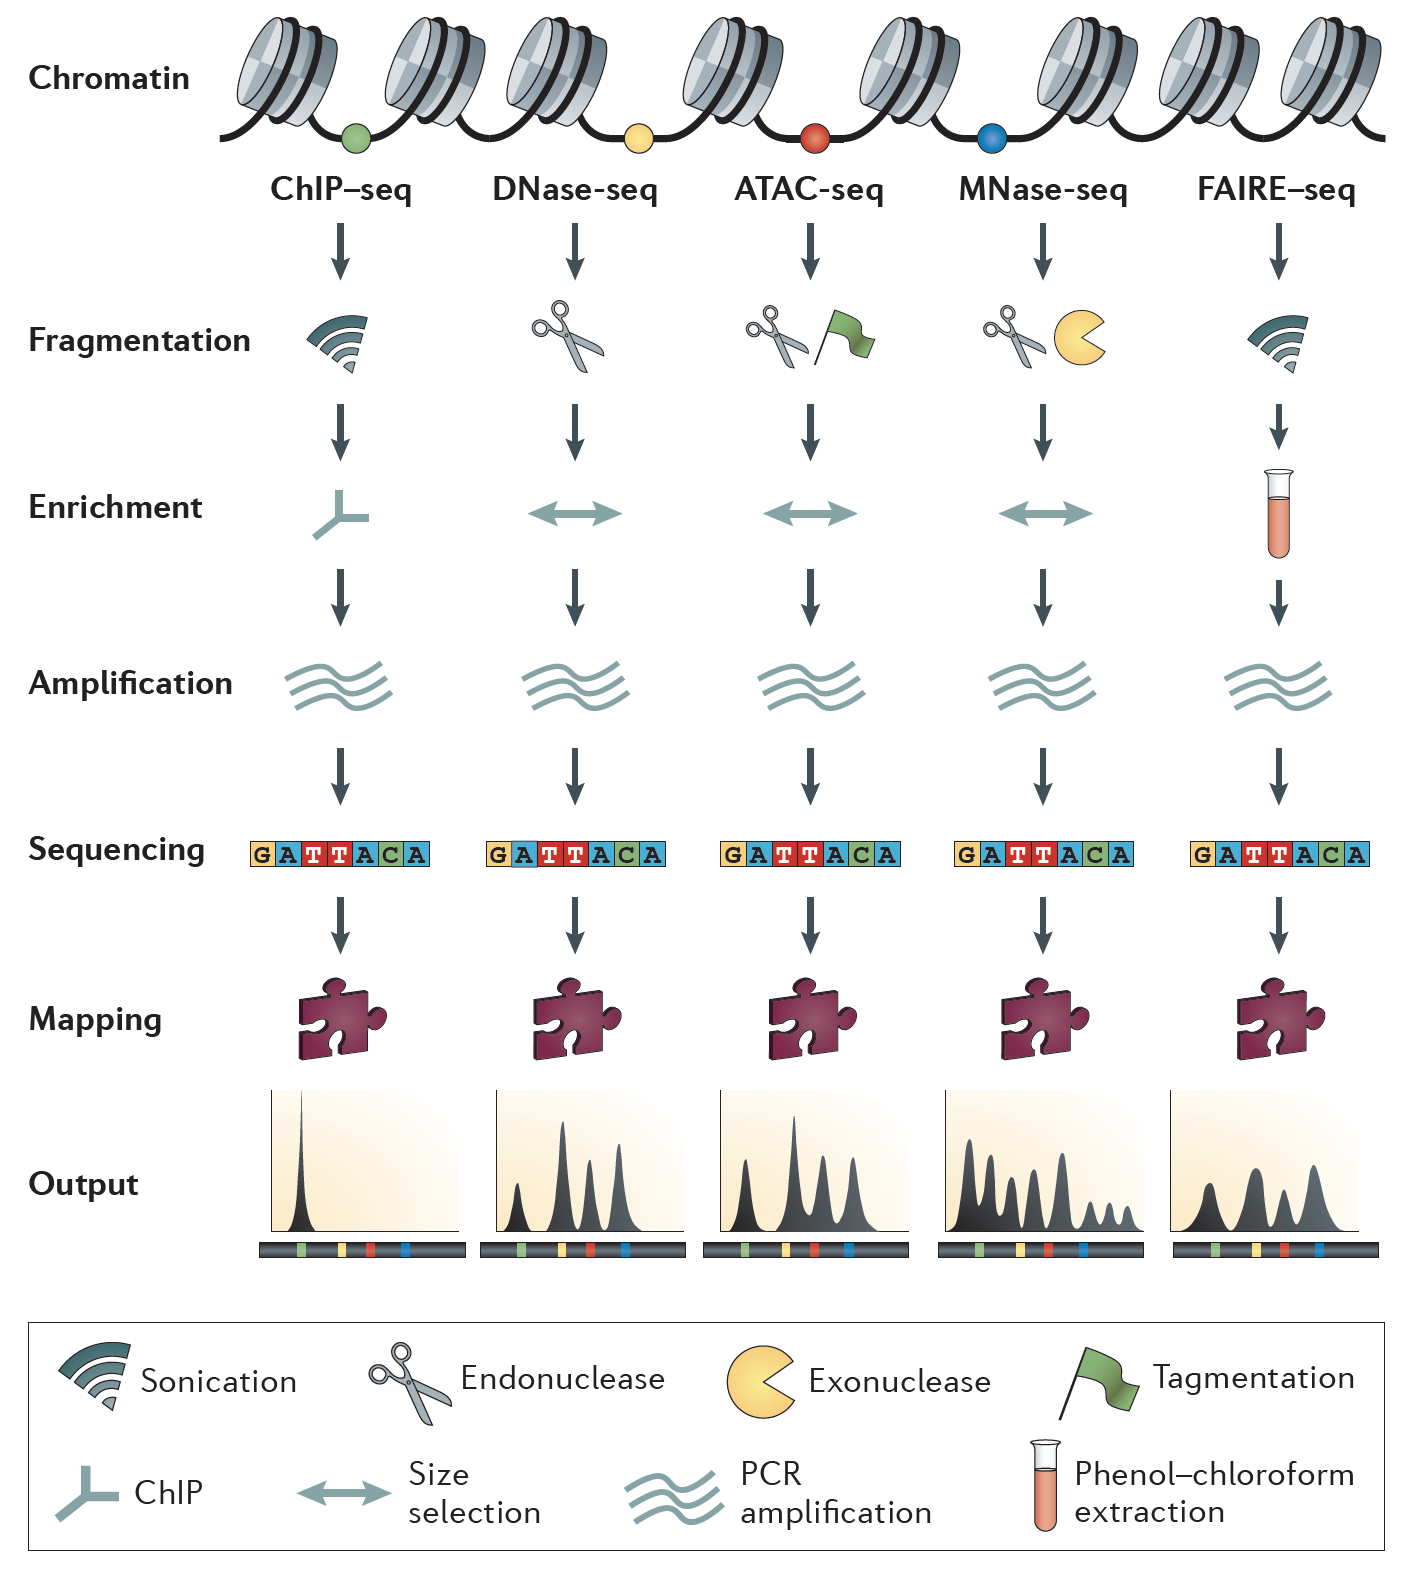 Chromatin
ChIP–seq DNase-seq ATAC-seq MNase-seq FAIRE–seq
Fragmentation
Enrichment
Amplification
Sequencing GATTACA GATTACA GATTACA GATTACA GATTACA
Mapping
Output
Sonication Endonuclease Exonuclease Tagmentation
ChIP
Size
selection
PCR
amplification
Phenol–chloroform
extraction